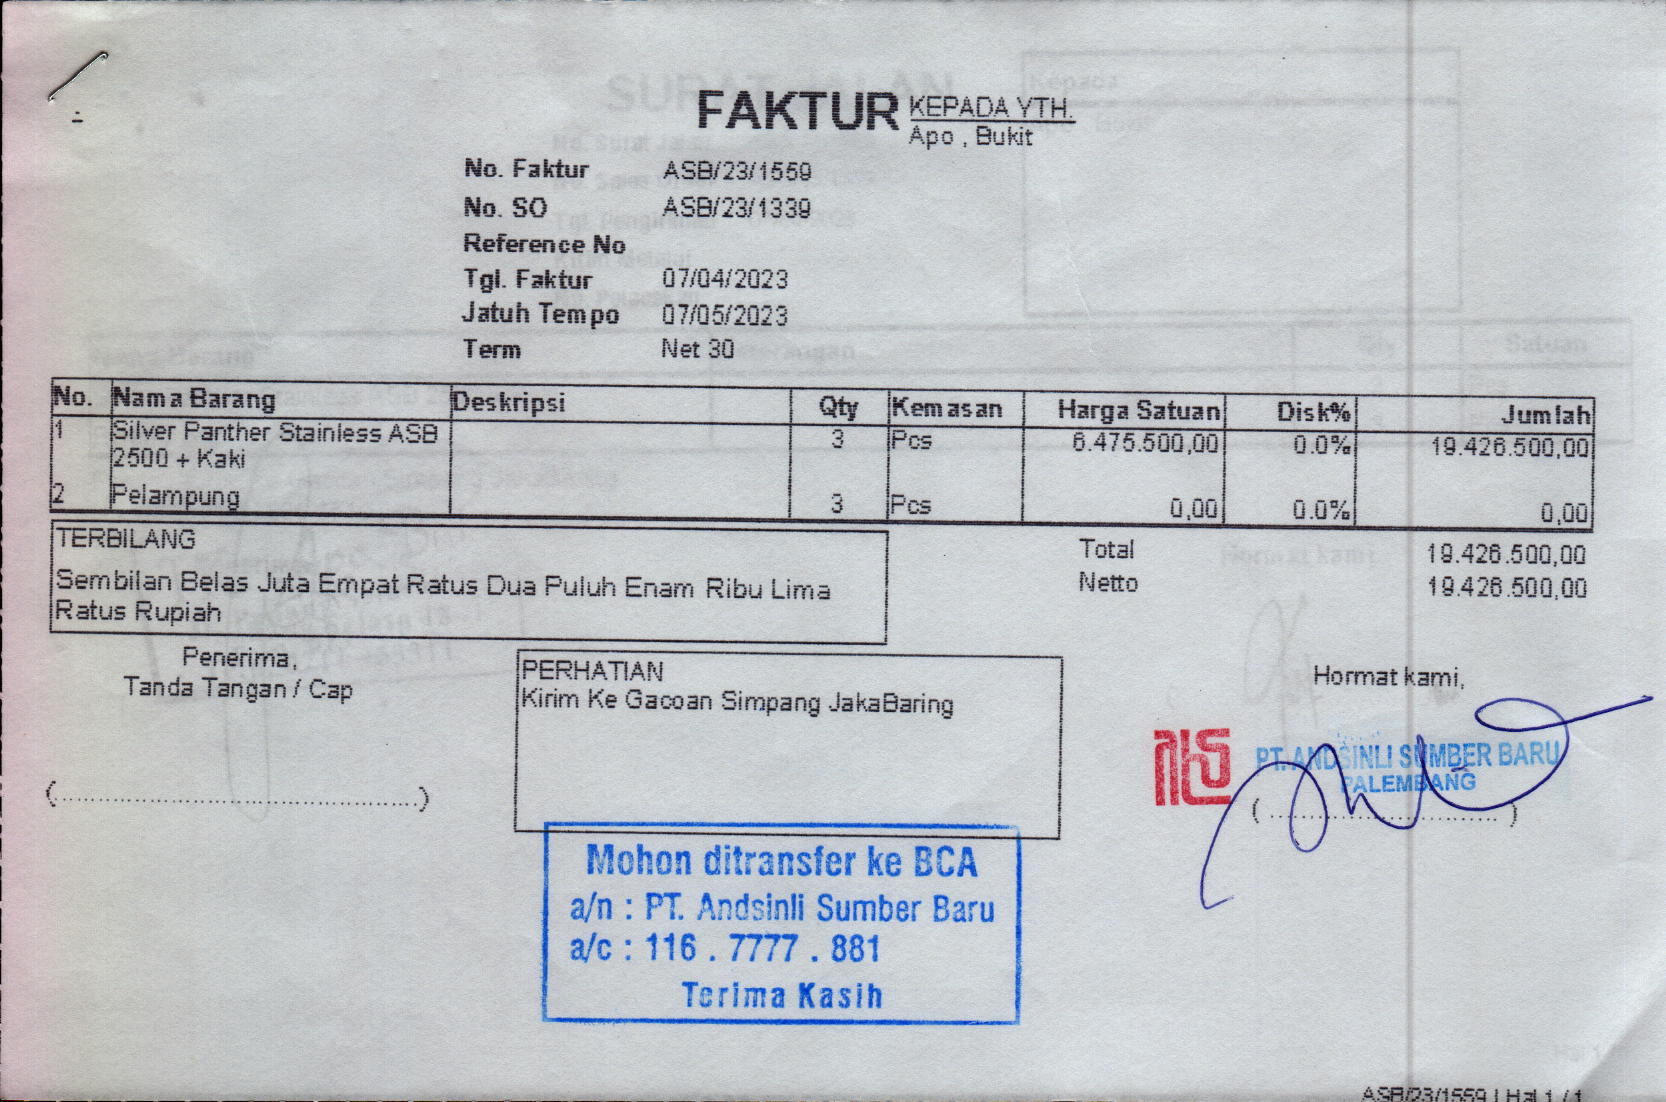 FAKTUR
KEPADA YTH.
Apo , Bukit
No. Faktur ASB/23/1559
No. SO ASB/23/1339
Reference No
Tgl. Faktur 07/04/2023
Jatuh Tempo 07/05/2023
Term Net 30
No. Nama Barang Deskripsi Qty Kemasan Harga Satuan Disk% Jumlah
1 Silver Panther Stainless ASB 3 Pcs 6.475.500,00 0.0% 19.426.500,00
2500 + Kaki
2 Pelampung 3 Pcs 0,00 0.0% 0,00
TERBILANG
Sembilan Belas Juta Empat Ratus Dua Puluh Enam Ribu Lima
Ratus Rupiah
Total 19.426.500,00
Netto 19.426.500,00
Penerima,
Tanda Tangan / Cap
(........................................................)
PERHATIAN
Kirim Ke Gacoan Simpang JakaBaring
Hormat kami,
PT. ANDSINLI SUMBER BARU
PALEMBANG
(........................................)
Mohon ditransfer ke BCA
a/n : PT. Andsinli Sumber Baru
a/c : 116 . 7777 . 881
Terima Kasih
ASB/23/1559 | Hal 1 / 1